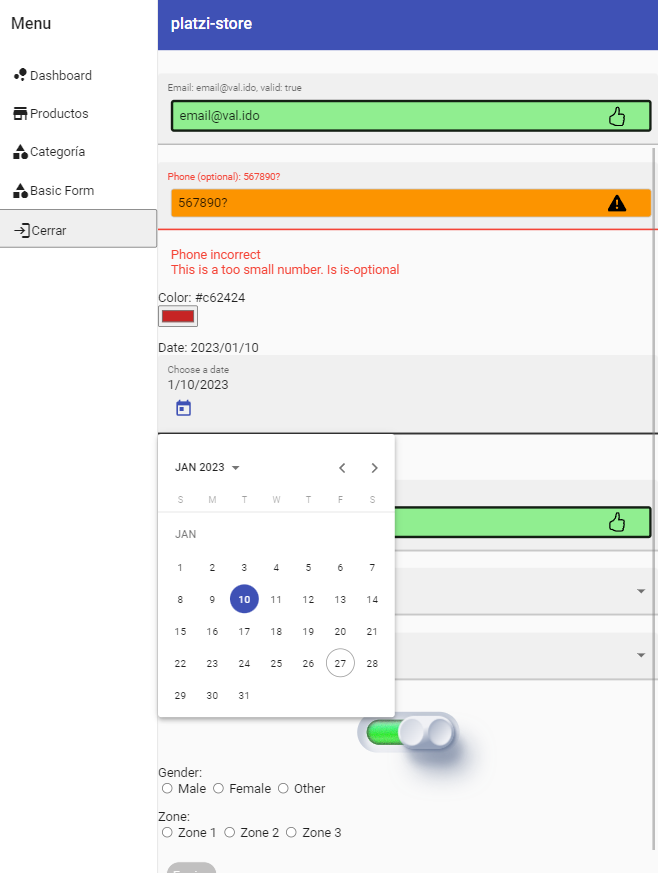 Menu
platzi-store
Dashboard
Productos
Categoría
Basic Form
Cerrar
Email: email@val.ido, valid: true
email@val.ido
Phone (optional): 567890?
567890?
Phone incorrect
This is a too small number. Is is-optional
Color: #c62424
Date: 2023/01/10
Choose a date
1/10/2023
JAN 2023
S M T W T F S
JAN
1 2 3 4 5 6 7
8 9 10 11 12 13 14
15 16 17 18 19 20 21
22 23 24 25 26 27 28
29 30 31
Gender:
Male Female Other
Zone:
Zone 1 Zone 2 Zone 3